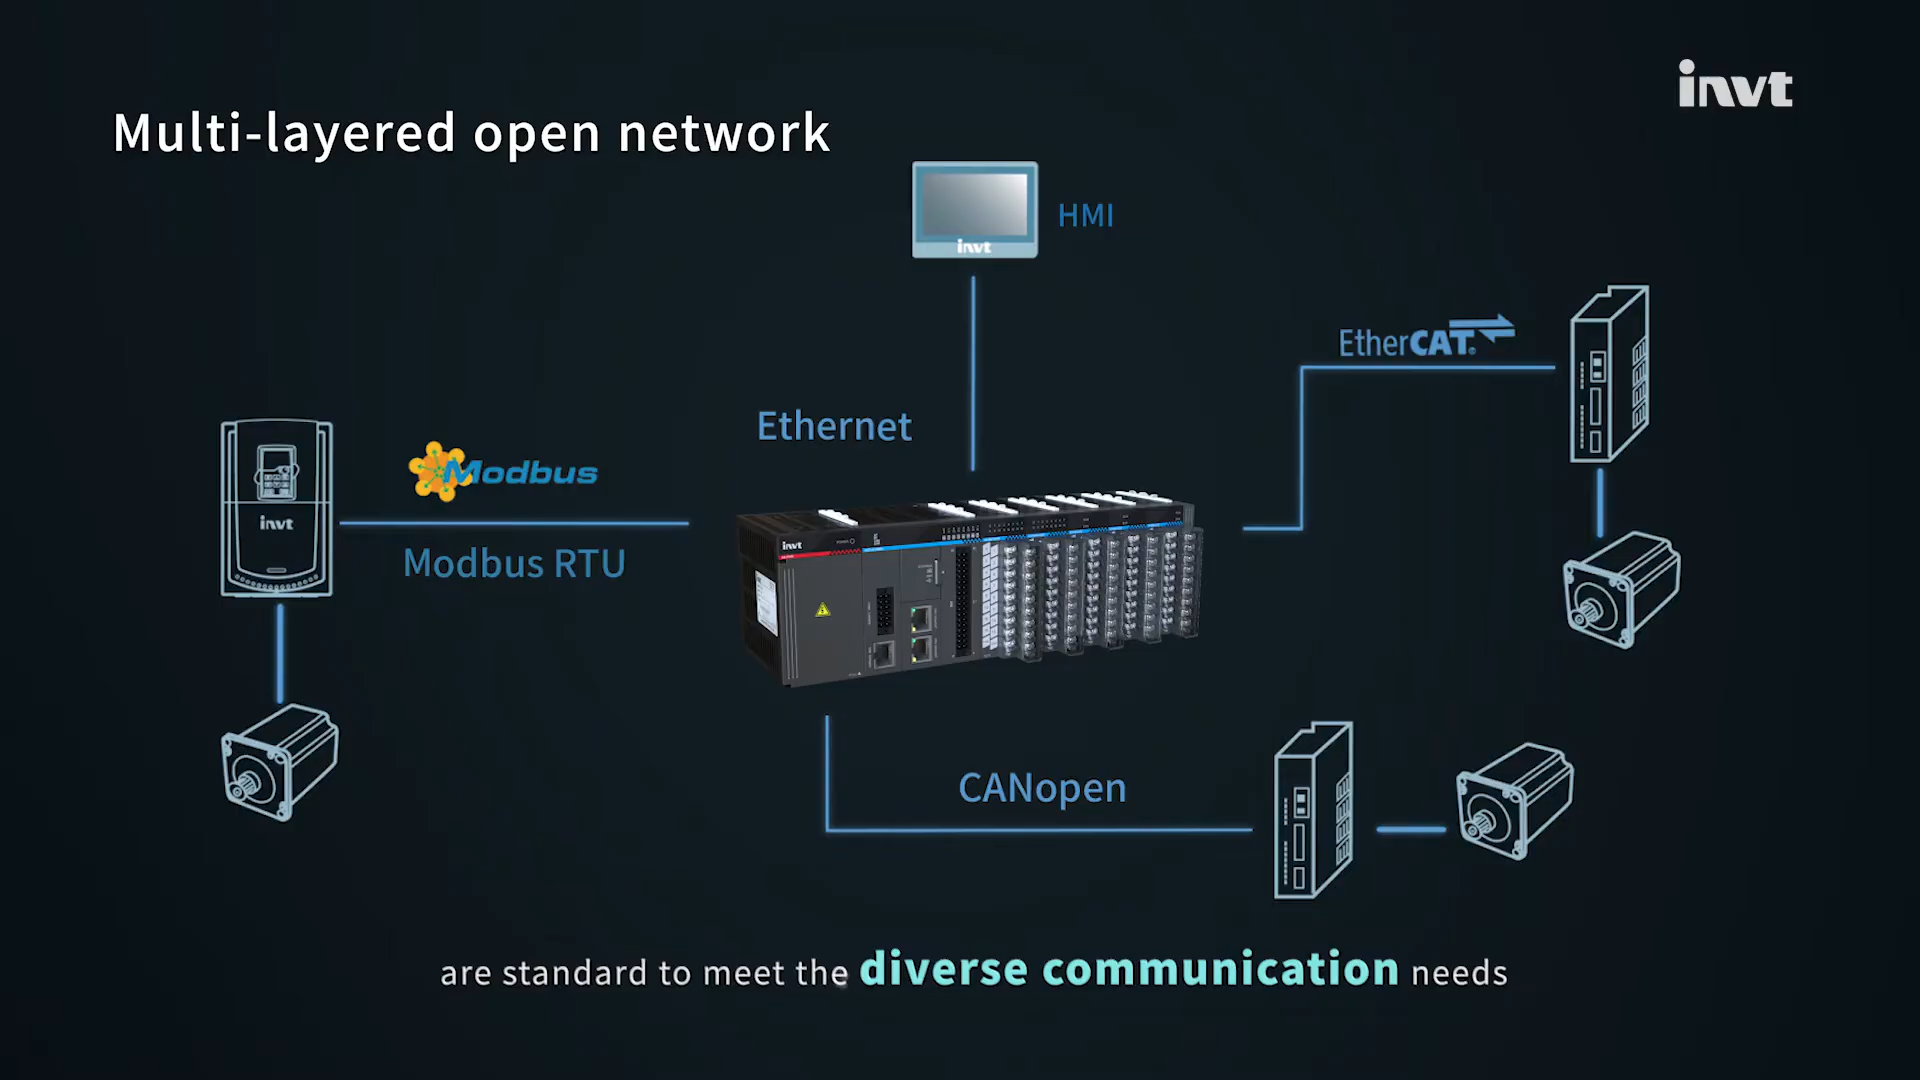 invt
Multi-layered open network
invt
HMI
EtherCAT
Ethernet
Modbus
invt
Modbus RTU
invt
CANopen
are standard to meet the diverse communication needs